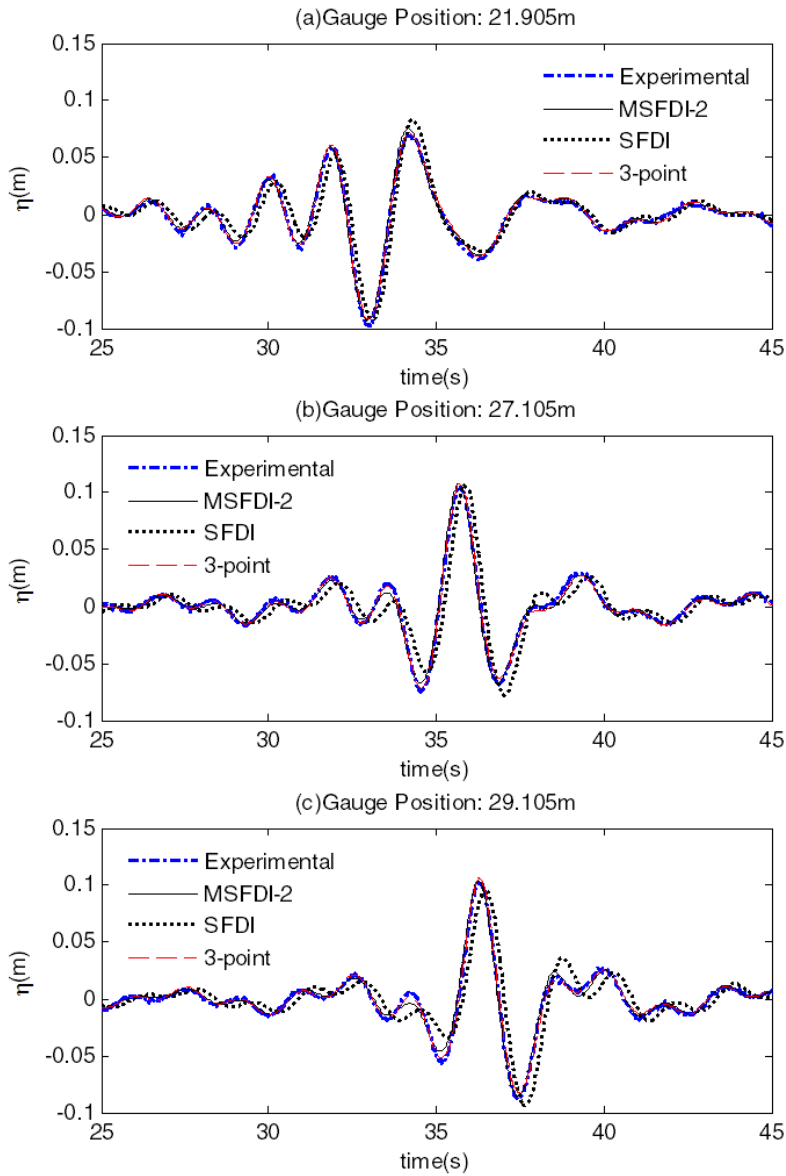 (a)Gauge Position: 21.905m
0.15
0.1
0.05
0
-0.05
-0.1
η(m)
Experimental
MSFDI-2
SFDI
3-point
25
30
35
40
45
time(s)
(b)Gauge Position: 27.105m
0.15
0.1
0.05
0
-0.05
-0.1
η(m)
Experimental
MSFDI-2
SFDI
3-point
25
30
35
40
45
time(s)
(c)Gauge Position: 29.105m
0.15
0.1
0.05
0
-0.05
-0.1
η(m)
Experimental
MSFDI-2
SFDI
3-point
25
30
35
40
45
time(s)